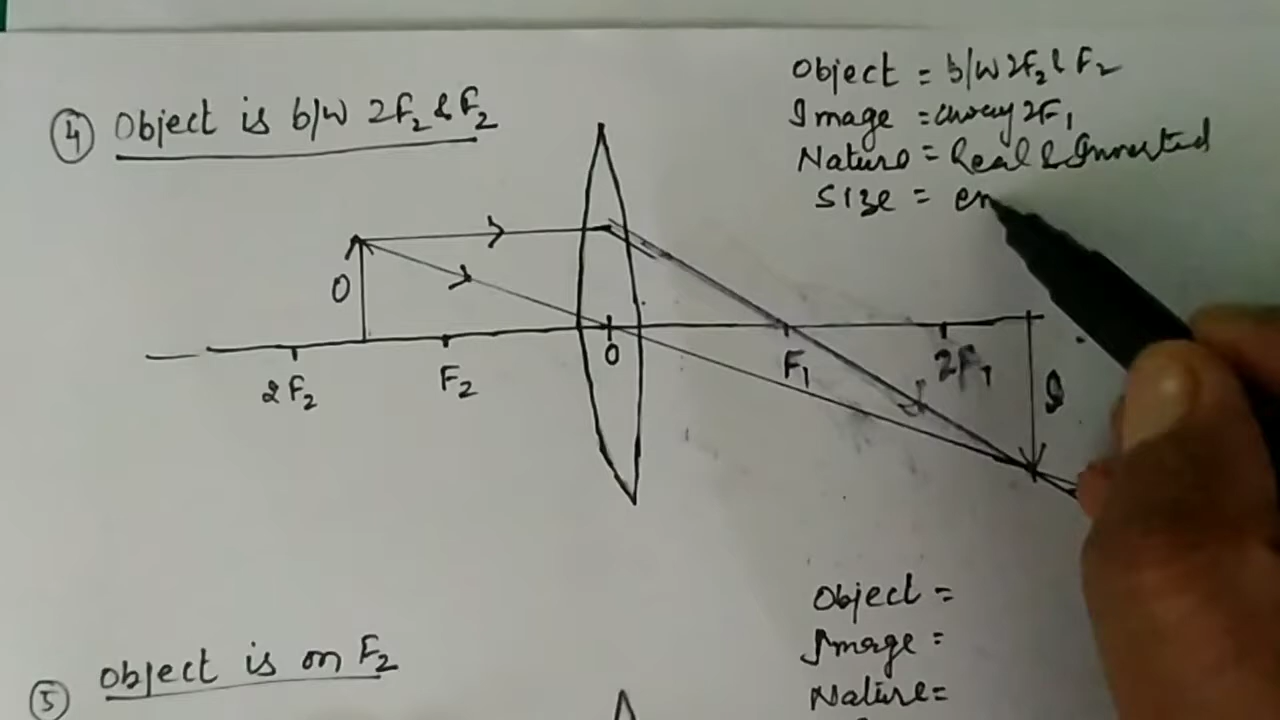 ④ Object is b/w 2F₂ & F₂
Object = b/w 2F₂ & F₂
Image = away 2F₁
Nature = Real & Inverted
Size = en
O
2F₂
F₂
O
F₁
2F₁
I
⑤ Object is on F₂
Object =
Image =
Nature =